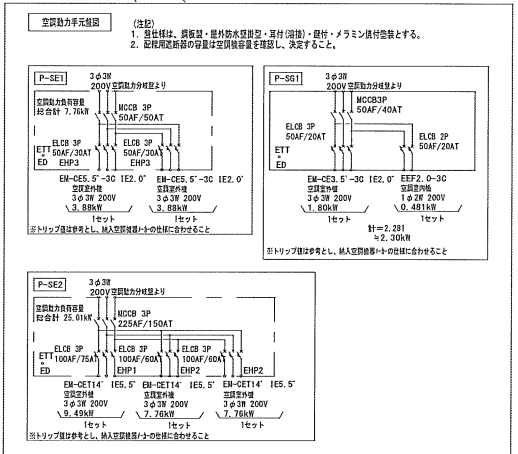 空調動力手元盤図
(注記)
1. 盤仕様は、鋼板製・屋外防水壁掛型・耳付(溶接)・庇付・メラミン焼付塗装とする。
2. 配線用遮断器の容量は空調機容量を確認し、決定すること。
P-SE1
3φ3W
200V 空調動力分岐盤より
空調動力負荷容量
総合計 7.76kW
MCCB 3P
50AF/50AT
ELCB 3P
50AF/30AT
ELCB 3P
50AF/30AT
ETT
ED
EHP3
EHP3
EM-CE5.5°-3C IE2.0°
EM-CE5.5°-3C IE2.0°
空調室外機
3φ3W 200V
3.88kW
1セット
空調室外機
3φ3W 200V
3.88kW
1セット
※トリップ値は参考とし、納入空調機器メーカーの仕様に合わせること
P-SG1
3φ3W
200V 空調動力分岐盤より
MCCB3P
50AF/40AT
ELCB 3P
50AF/20AT
ELCB 2P
50AF/20AT
ETT
ED
EM-CE3.5°-3C IE2.0°
EEF2.0-3C
空調室外機
3φ3W 200V
1.80kW
1セット
空調室内機
1φ2W 200V
0.481kW
1セット
計=2.281
≒2.30kW
※トリップ値は参考とし、納入空調機器メーカーの仕様に合わせること
P-SE2
3φ3W
200V 空調動力分岐盤より
空調動力負荷容量
総合計 25.01kW
MCCB 3P
225AF/150AT
ELCB 3P
100AF/75AT
ELCB 3P
100AF/60AT
ELCB 3P
100AF/60AT
ETT
ED
EHP1
EHP2
EHP2
EM-CET14° IE5.5°
EM-CET14° IE5.5°
EM-CET14° IE5.5°
空調室外機
3φ3W 200V
9.49kW
1セット
空調室外機
3φ3W 200V
7.76kW
1セット
空調室外機
3φ3W 200V
7.76kW
1セット
※トリップ値は参考とし、納入空調機器メーカーの仕様に合わせること